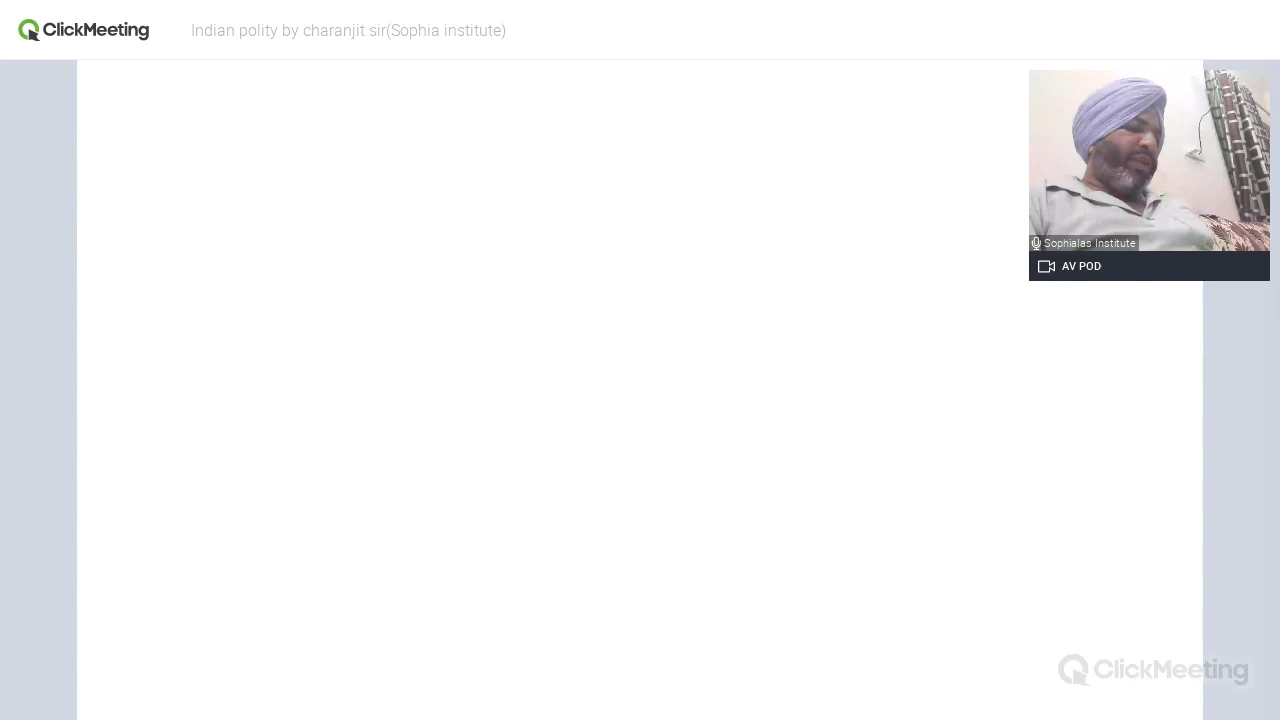 ClickMeeting
Indian polity by charanjit sir(Sophia institute)
SophiaIas Institute
AV POD
ClickMeeting